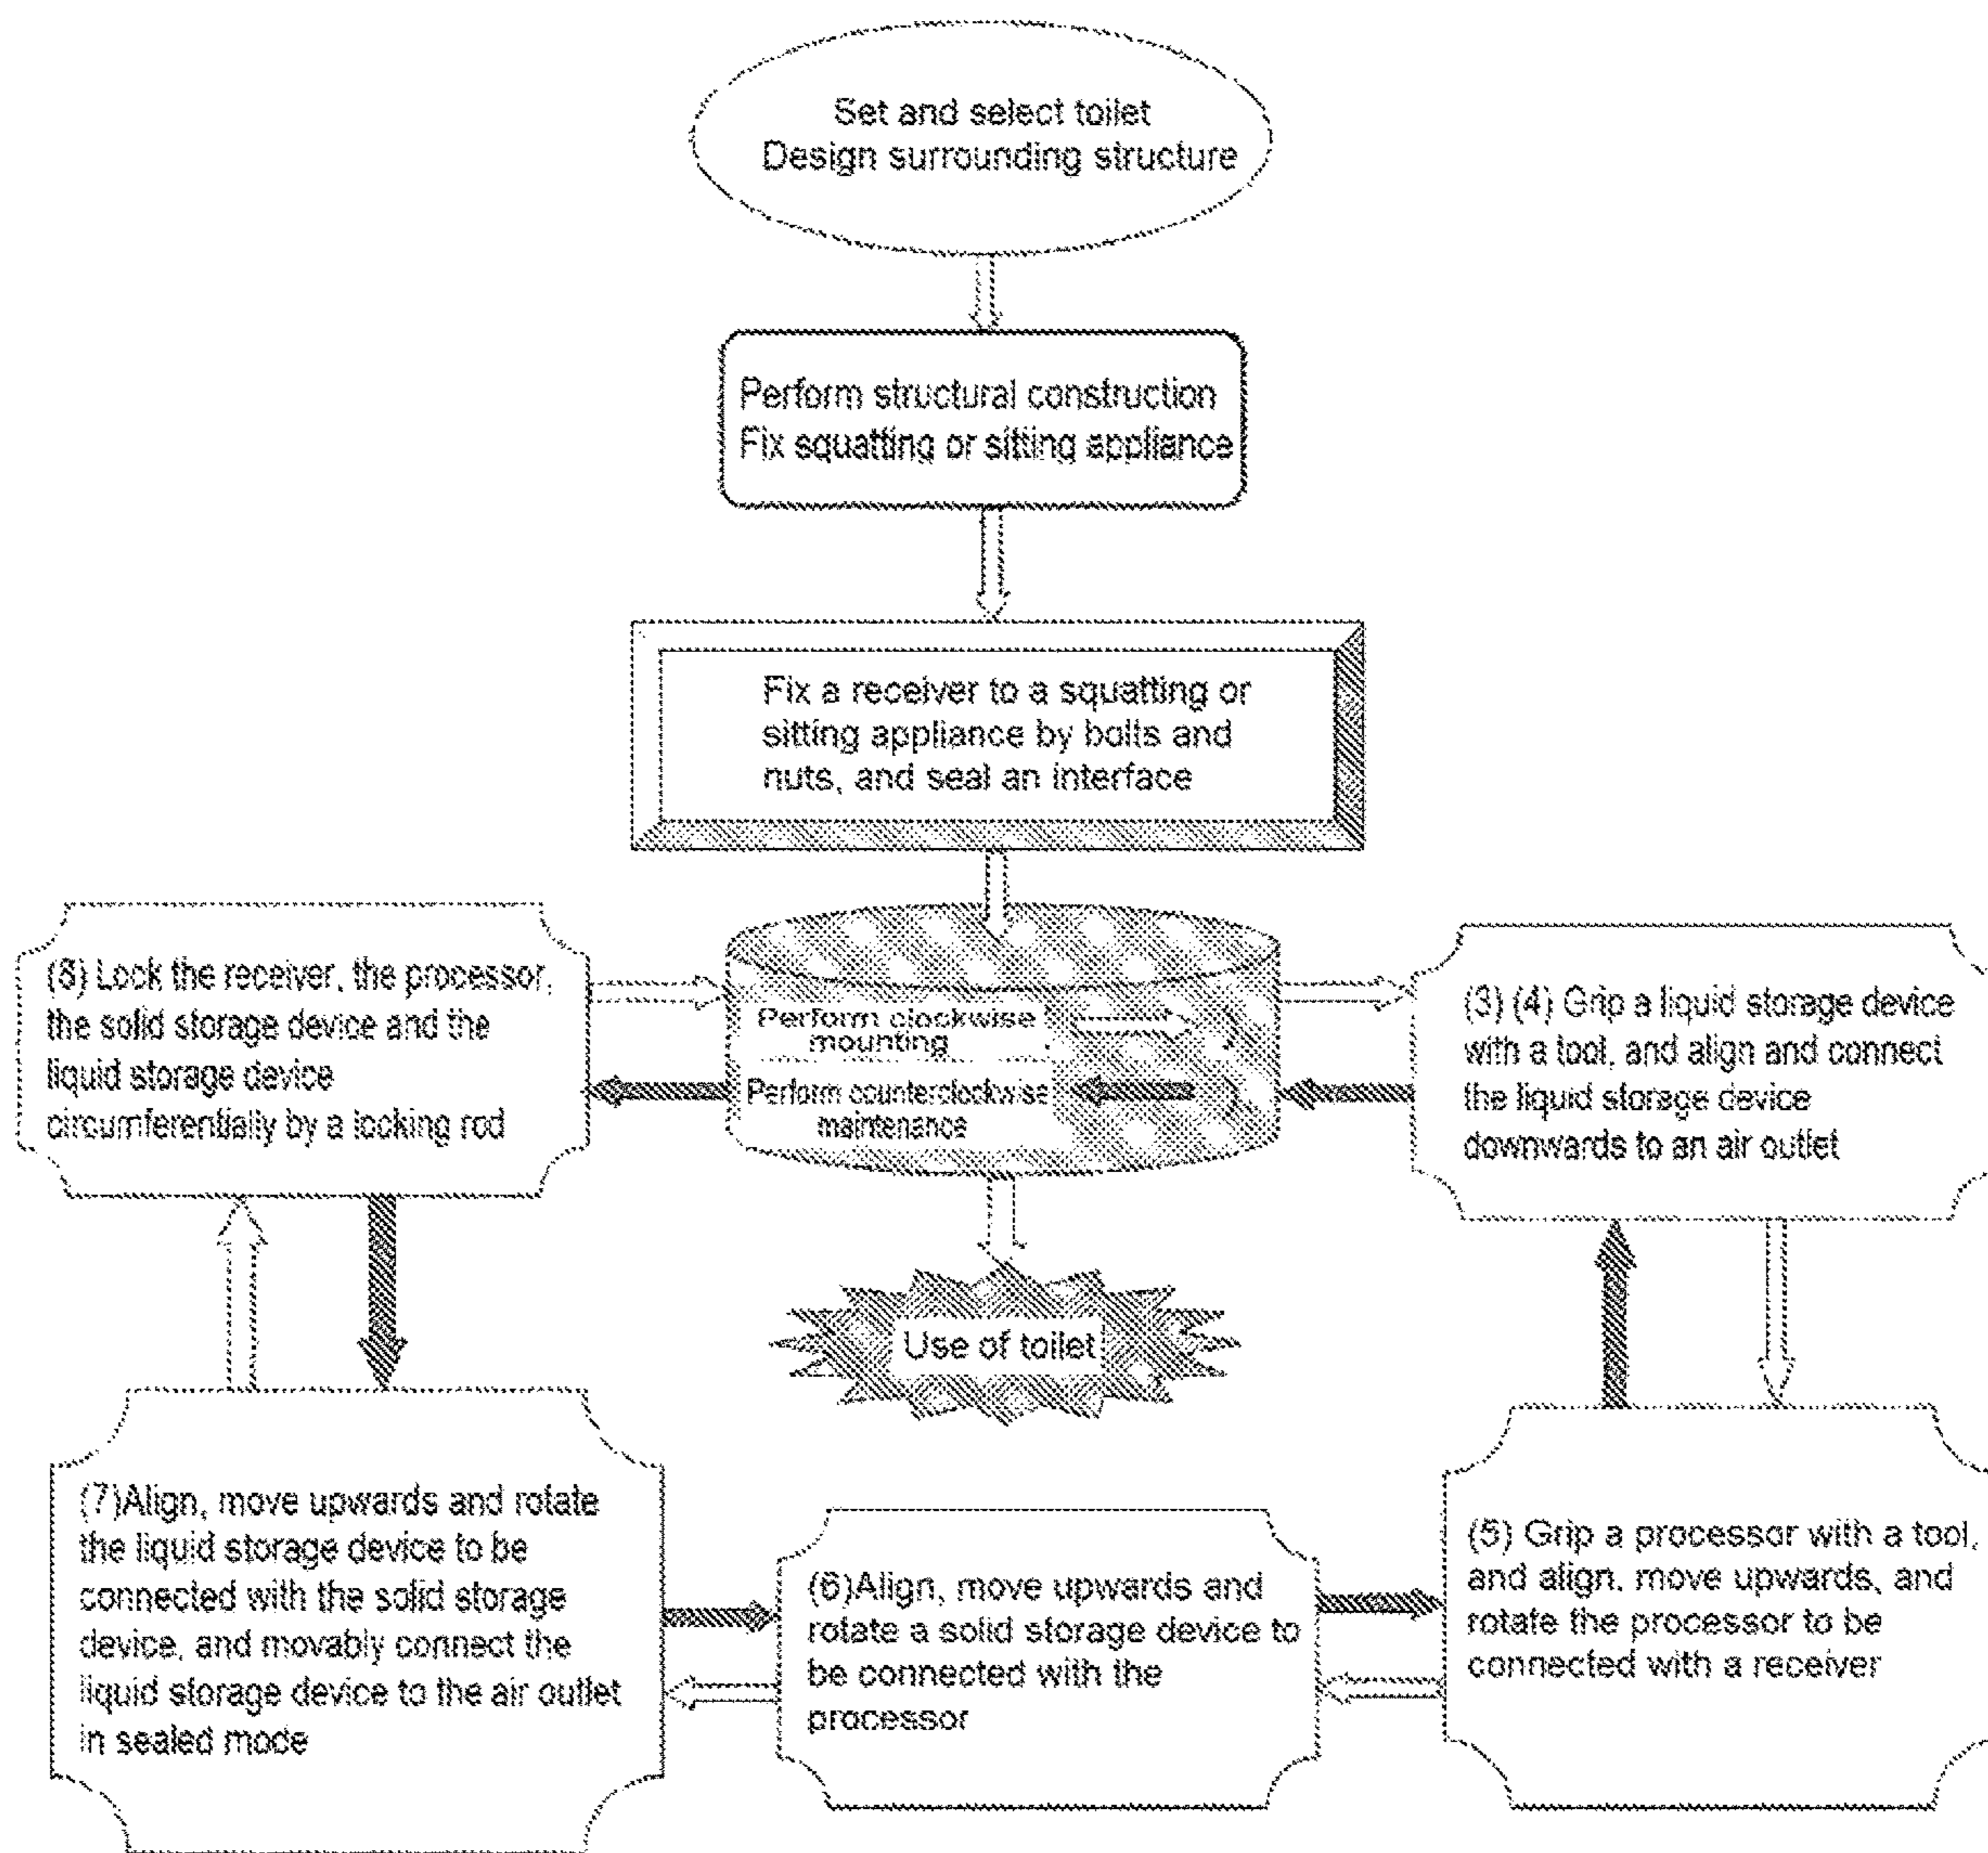 Set and select toilet
Design surrounding structure
Perform structural construction
Fix squatting or sitting appliance
Fix a receiver to a squatting or
sitting appliance by bolts and
nuts, and seal an interface
(8) Lock the receiver, the processor,
the solid storage device and the
liquid storage device
circumferentially by a locking rod
Perform clockwise
mounting
Perform counterclockwise
maintenance
(3) (4) Grip a liquid storage device
with a tool, and align and connect
the liquid storage device
downwards to an air outlet
Use of toilet
(7)Align, move upwards and rotate
the liquid storage device to be
connected with the solid storage
device, and movably connect the
liquid storage device to the air outlet
in sealed mode
(6)Align, move upwards and
rotate a solid storage device to
be connected with the
processor
(5) Grip a processor with a tool,
and align, move upwards, and
rotate the processor to be
connected with a receiver